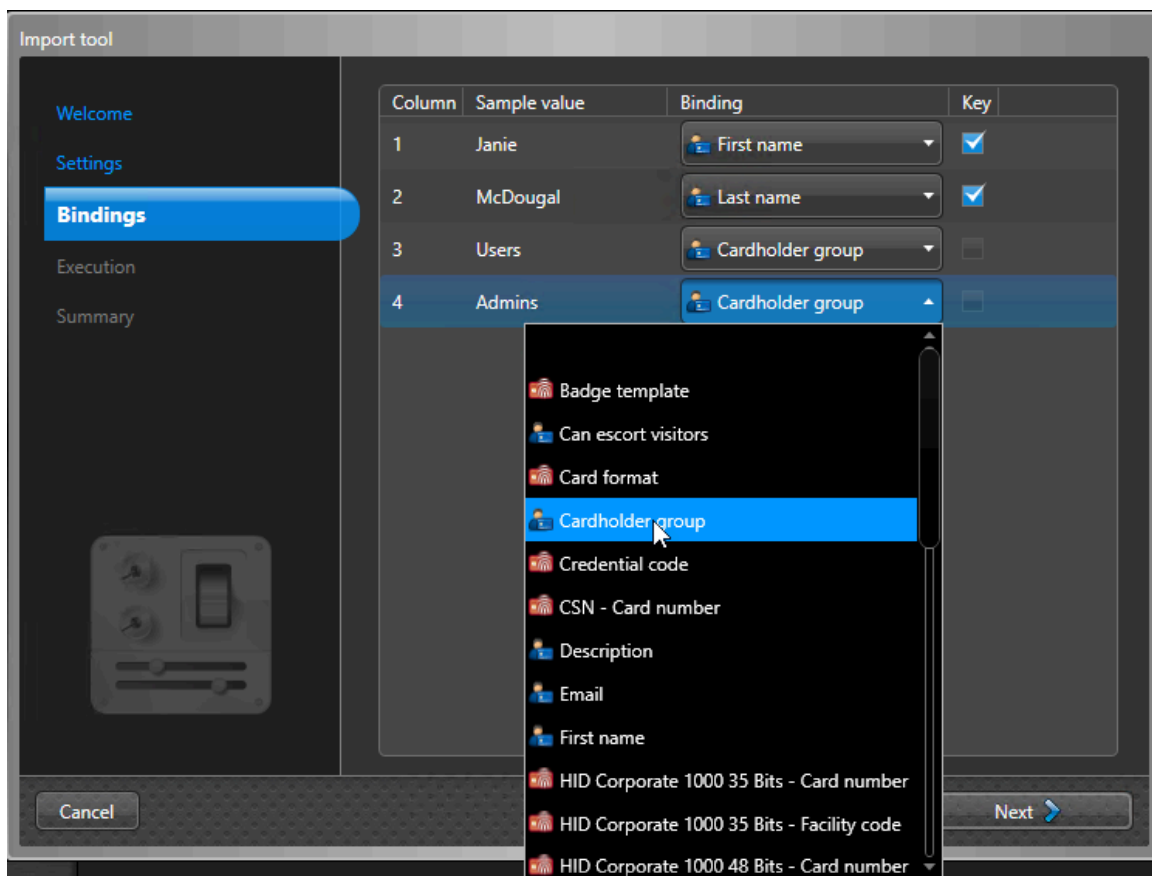 Import tool
Welcome
Settings
Bindings
Execution
Summary
Column Sample value Binding Key
1 Janie First name
2 McDougal Last name
3 Users Cardholder group
4 Admins Cardholder group
Badge template
Can escort visitors
Card format
Cardholder group
Credential code
CSN - Card number
Description
Email
First name
HID Corporate 1000 35 Bits - Card number
HID Corporate 1000 35 Bits - Facility code
HID Corporate 1000 48 Bits - Card number
Cancel
Next